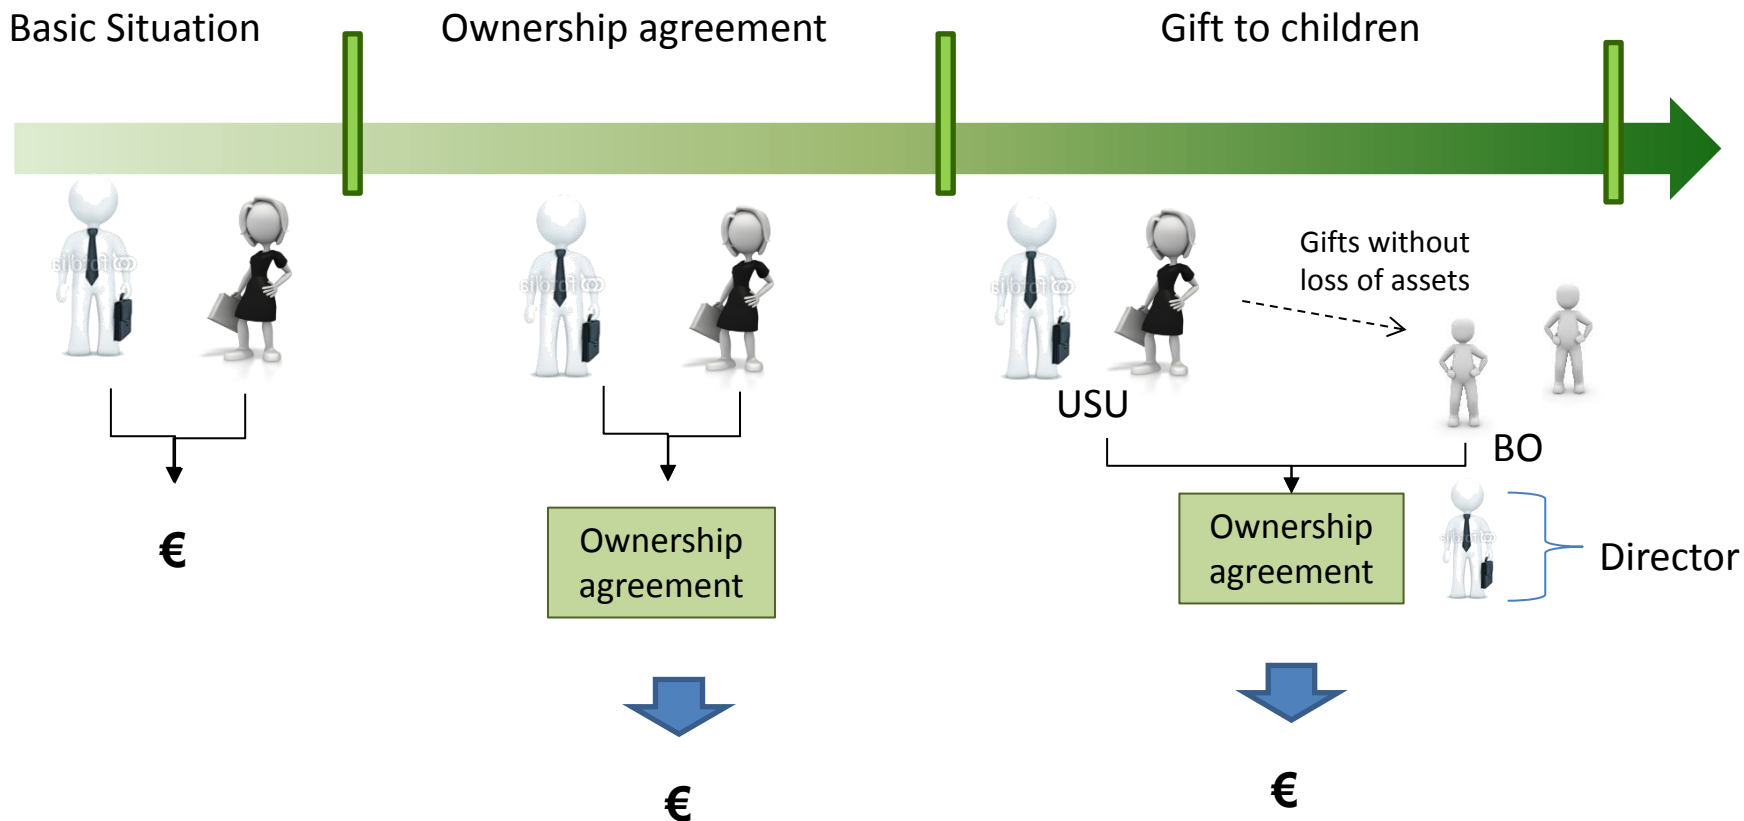 Basic Situation
Ownership agreement
Gift to children
Gifts without
loss of assets
USU
BO
€
Ownership
agreement
Ownership
agreement
Director
€
€